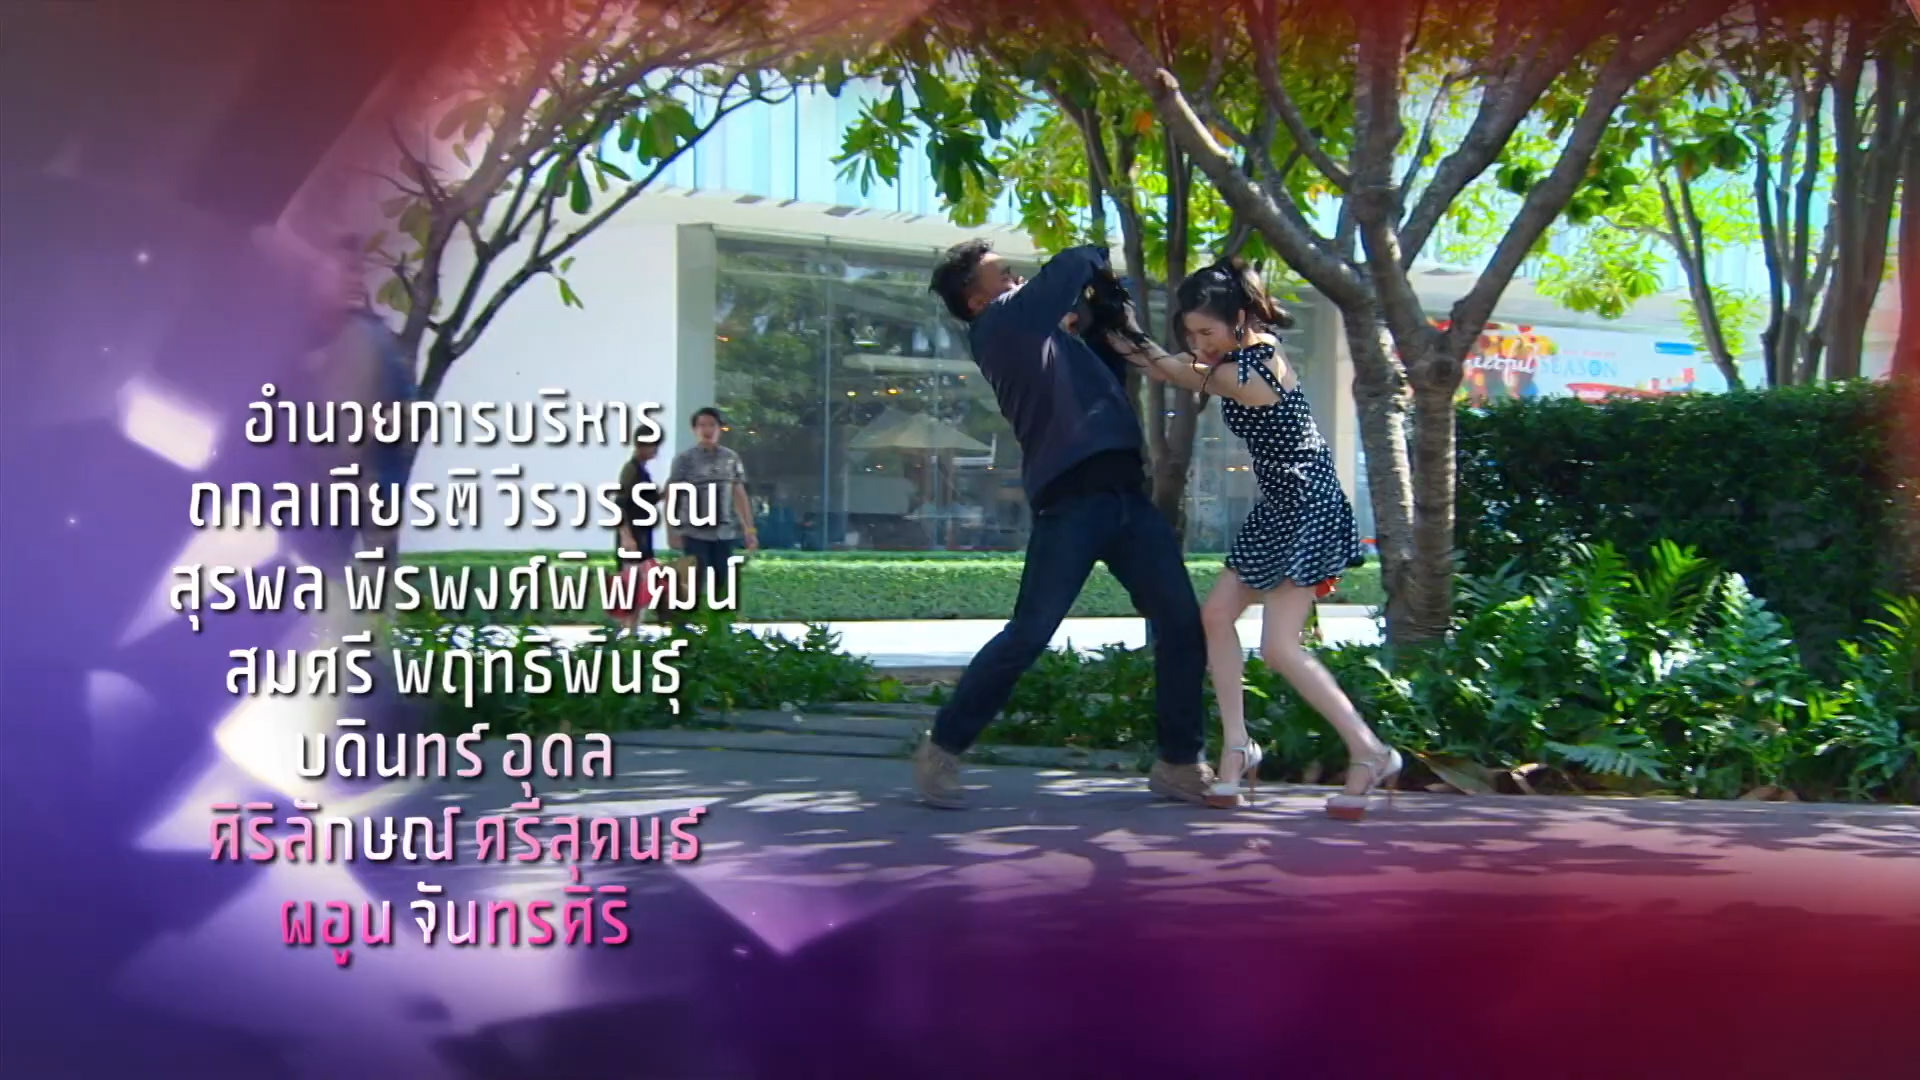 อำนวยการบริหาร
ถกลเกียรติ วีรวรรณ
สุรพล พีรพงศ์พิพัฒน์
สมศรี พฤทธิพันธุ์
บดินทร์ อุดล
ศิริลักษณ์ ศรีสุคนธ์
ผอูน จันทรศิริ
SEASON